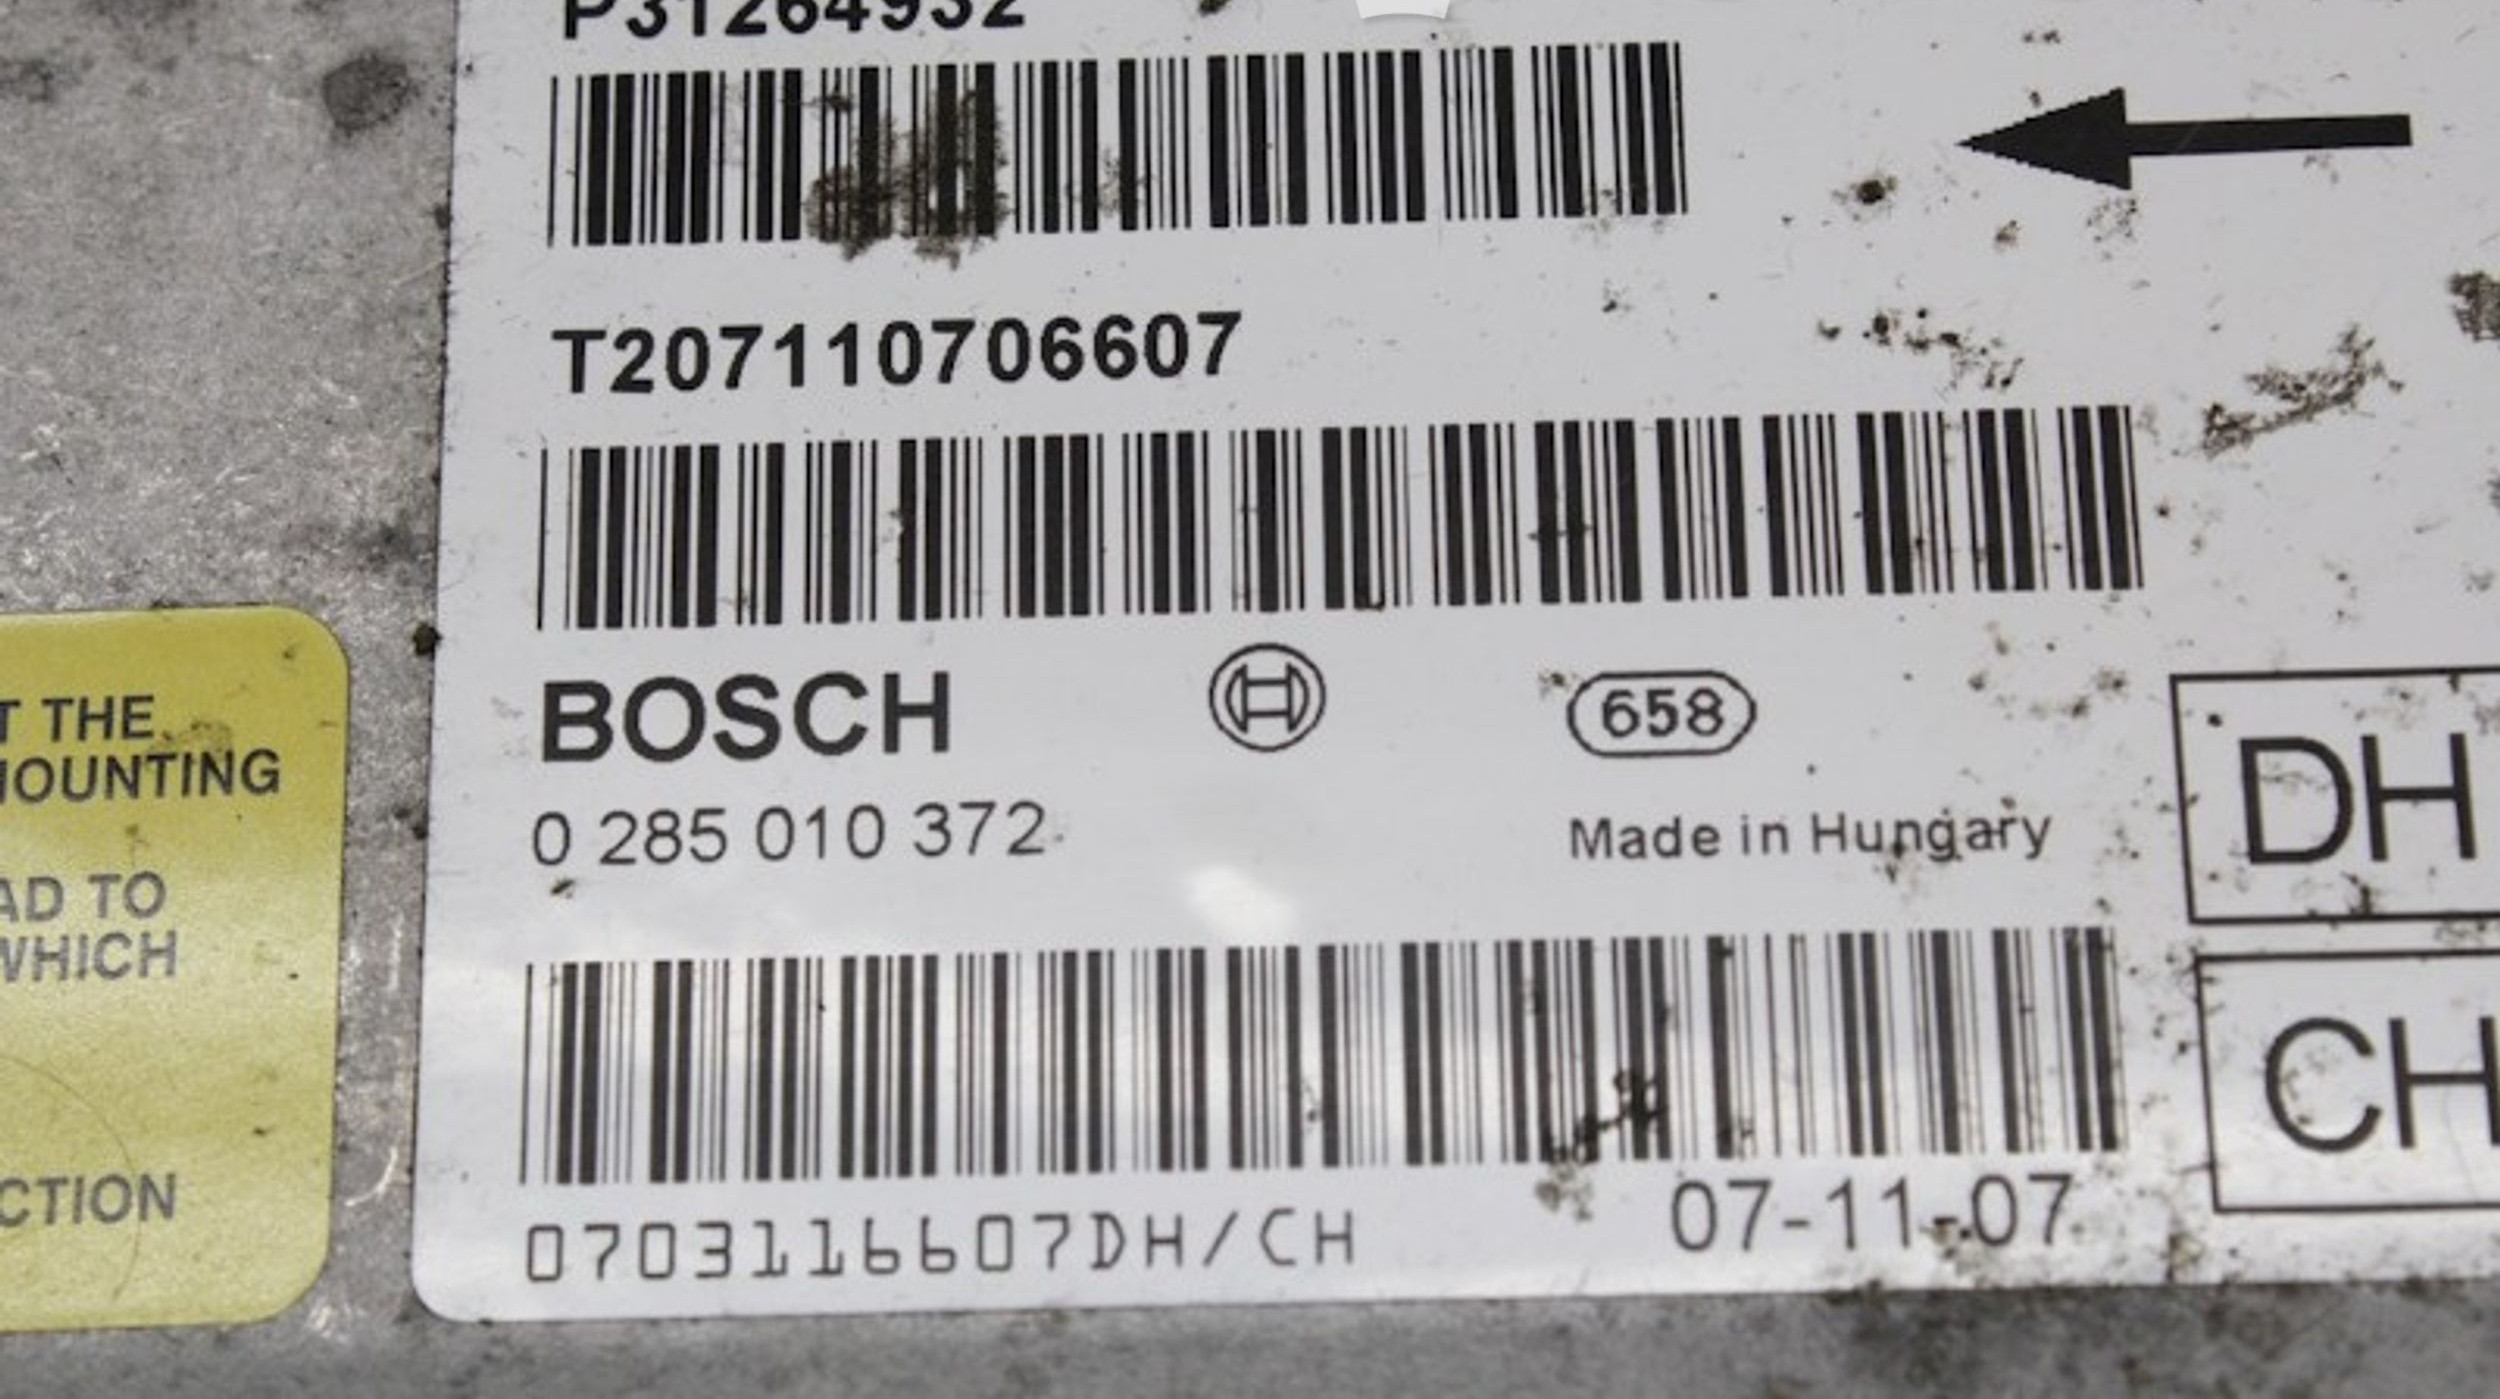 P31264932
T207110706607
BOSCH
658
0 285 010 372
Made in Hungary
DH
CH
0703116607DH/CH
07-11-07
T THE
MOUNTING
AD TO
WHICH
CTION